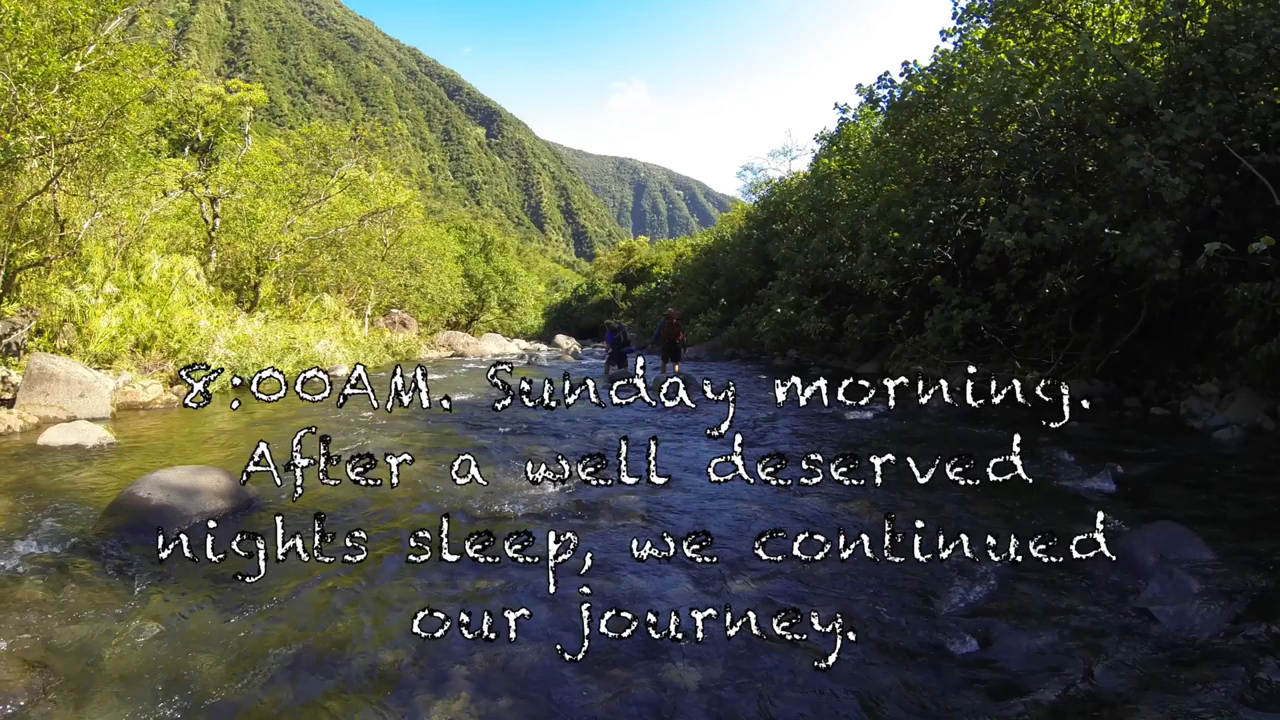 8:00AM. Sunday morning.
After a well deserved
nights sleep, we continued
our journey.